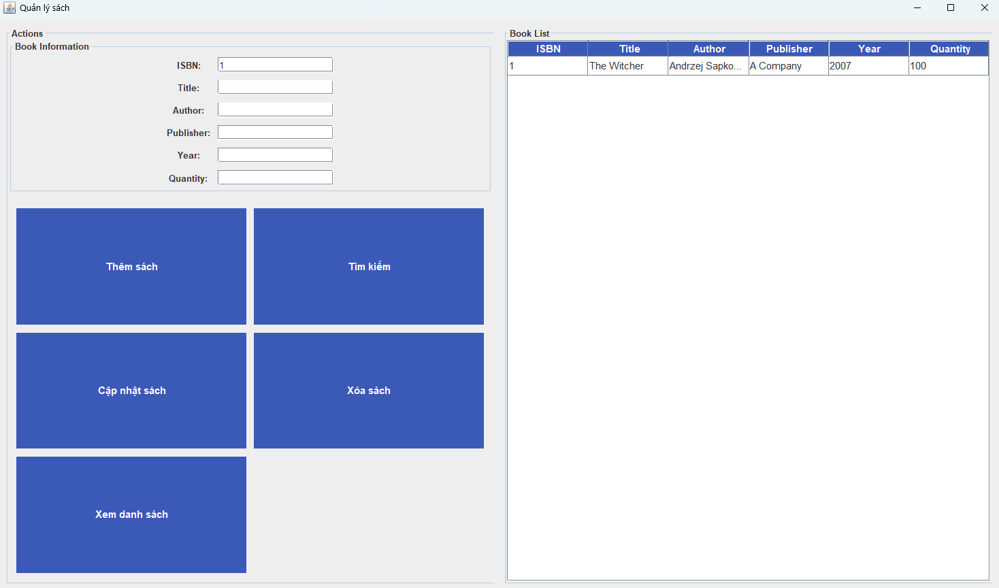 Quản lý sách
Actions
Book Information
ISBN: 1
Title:
Author:
Publisher:
Year:
Quantity:
Thêm sách
Tìm kiếm
Cập nhật sách
Xóa sách
Xem danh sách
Book List
ISBN Title Author Publisher Year Quantity
1 The Witcher Andrzej Sapko... A Company 2007 100